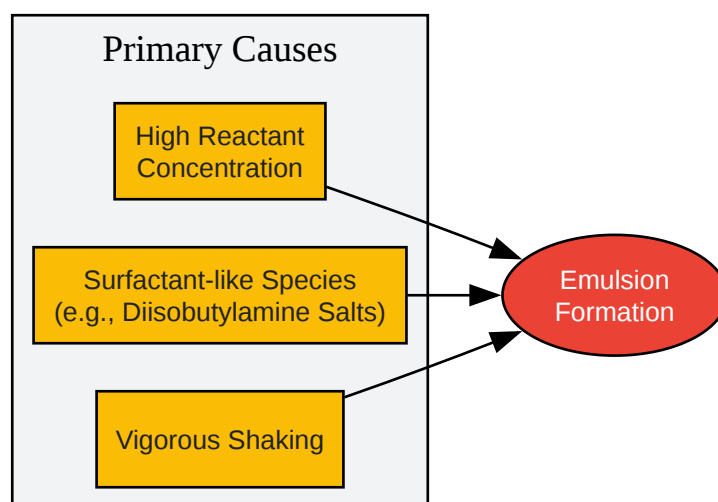 Primary Causes
High Reactant
Concentration
Surfactant-like Species
(e.g., Diisobutylamine Salts)
Vigorous Shaking
Emulsion
Formation